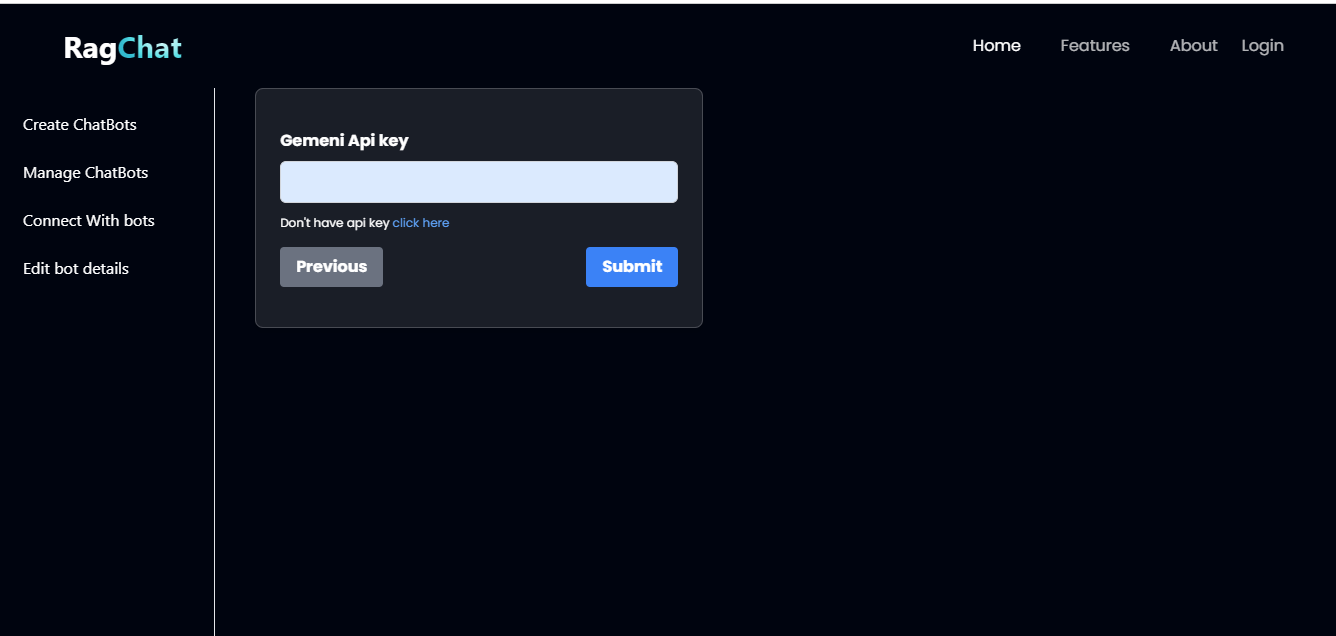 RagChat
Home Features About Login
Create ChatBots
Manage ChatBots
Connect With bots
Edit bot details
Gemeni Api key
Don't have api key click here
Previous Submit